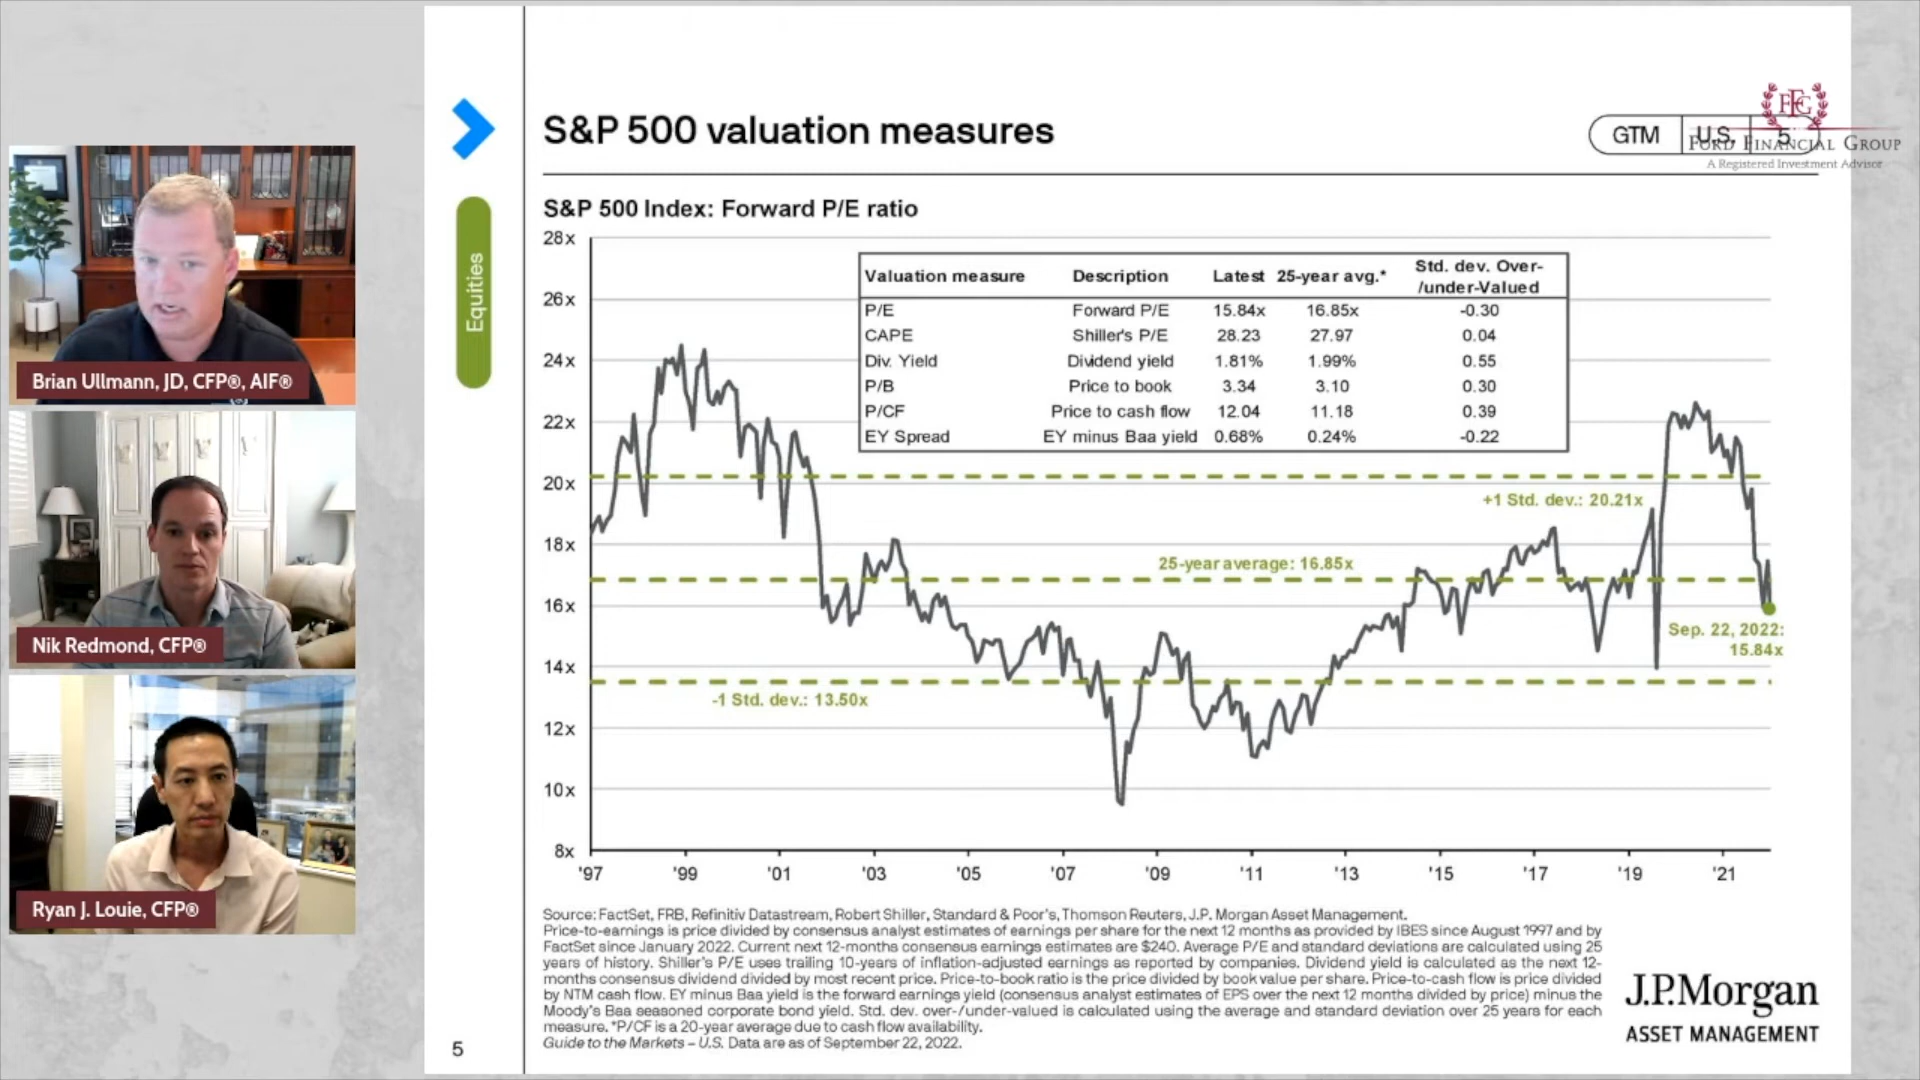 S&P 500 valuation measures
GTM U.S. 5
FFG
FORD FINANCIAL GROUP
A Registered Investment Advisor
Equities
S&P 500 Index: Forward P/E ratio
28x
26x
24x
22x
20x
18x
16x
14x
12x
10x
8x
Valuation measure Description Latest 25-year avg.* Std. dev. Over-
/under-Valued
P/E Forward P/E 15.84x 16.85x -0.30
CAPE Shiller's P/E 28.23 27.97 0.04
Div. Yield Dividend yield 1.81% 1.99% 0.55
P/B Price to book 3.34 3.10 0.30
P/CF Price to cash flow 12.04 11.18 0.39
EY Spread EY minus Baa yield 0.68% 0.24% -0.22
+1 Std. dev.: 20.21x
25-year average: 16.85x
Sep. 22, 2022:
15.84x
-1 Std. dev.: 13.50x
'97 '99 '01 '03 '05 '07 '09 '11 '13 '15 '17 '19 '21
Brian Ullmann, JD, CFP®, AIF®
Nik Redmond, CFP®
Ryan J. Louie, CFP®
Source: FactSet, FRB, Refinitiv Datastream, Robert Shiller, Standard & Poor's, Thomson Reuters, J.P. Morgan Asset Management.
Price-to-earnings is price divided by consensus analyst estimates of earnings per share for the next 12 months as provided by IBES since August 1997 and by
FactSet since January 2022. Current next 12-months consensus earnings estimates are $240. Average P/E and standard deviations are calculated using 25
years of history. Shiller's P/E uses trailing 10-years of inflation-adjusted earnings as reported by companies. Dividend yield is calculated as the next 12-
months consensus dividend divided by most recent price. Price-to-book ratio is the price divided by book value per share. Price-to-cash flow is price divided
by NTM cash flow. EY minus Baa yield is the forward earnings yield (consensus analyst estimates of EPS over the next 12 months divided by price) minus the
Moody's Baa seasoned corporate bond yield. Std. dev. over-/under-valued is calculated using the average and standard deviation over 25 years for each
measure. *P/CF is a 20-year average due to cash flow availability.
Guide to the Markets – U.S. Data are as of September 22, 2022.
J.P.Morgan
ASSET MANAGEMENT
5